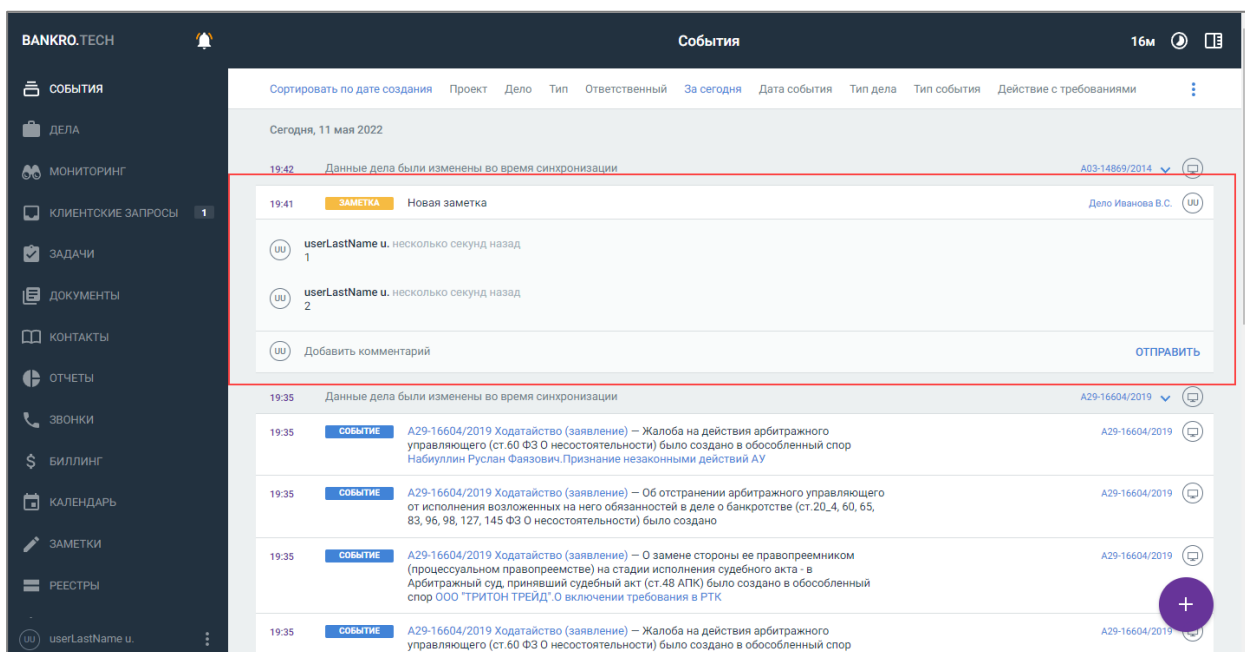 BANKRO.TECH
События
16м
СОБЫТИЯ
ДЕЛА
МОНИТОРИНГ
КЛИЕНТСКИЕ ЗАПРОСЫ 1
ЗАДАЧИ
ДОКУМЕНТЫ
КОНТАКТЫ
ОТЧЕТЫ
ЗВОНКИ
БИЛЛИНГ
КАЛЕНДАРЬ
ЗАМЕТКИ
РЕЕСТРЫ
UU userLastName u.
Сортировать по дате создания Проект Дело Тип Ответственный За сегодня Дата события Тип дела Тип события Действие с требованиями
Сегодня, 11 мая 2022
19:42 Данные дела были изменены во время синхронизации A03-14869/2014
19:41 ЗАМЕТКА Новая заметка Дело Иванова В.С. UU
UU userLastName u. несколько секунд назад
1
UU userLastName u. несколько секунд назад
2
UU Добавить комментарий ОТПРАВИТЬ
19:35 Данные дела были изменены во время синхронизации A29-16604/2019
19:35 СОБЫТИЕ A29-16604/2019 Ходатайство (заявление) — Жалоба на действия арбитражного A29-16604/2019
управляющего (ст.60 ФЗ О несостоятельности) было создано в обособленный спор
Набиуллин Руслан Фаязович.Признание незаконными действий АУ
19:35 СОБЫТИЕ A29-16604/2019 Ходатайство (заявление) — Об отстранении арбитражного управляющего A29-16604/2019
от исполнения возложенных на него обязанностей в деле о банкротстве (ст.20_4, 60, 65,
83, 96, 98, 127, 145 ФЗ О несостоятельности) было создано
19:35 СОБЫТИЕ A29-16604/2019 Ходатайство (заявление) — О замене стороны ее правопреемником A29-16604/2019
(процессуальном правопреемстве) на стадии исполнения судебного акта - в
Арбитражный суд, принявший судебный акт (ст.48 АПК) было создано в обособленный
спор ООО "ТРИТОН ТРЕЙД".О включении требования в РТК
19:35 СОБЫТИЕ A29-16604/2019 Ходатайство (заявление) — Жалоба на действия арбитражного A29-16604/2019
управляющего (ст.60 ФЗ О несостоятельности) было создано в обособленный спор